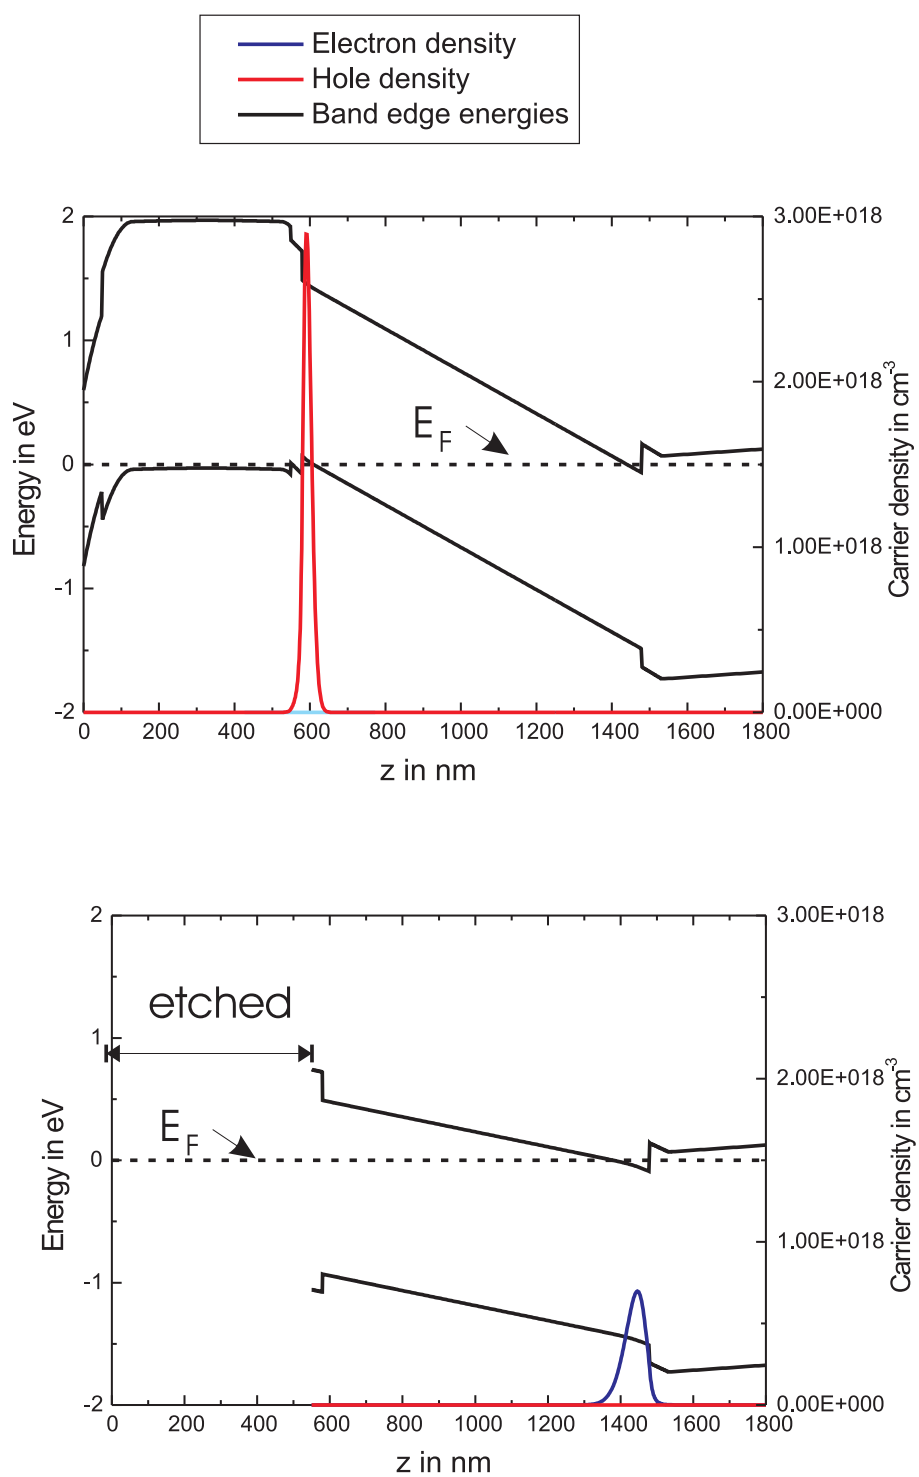 Electron density
Hole density
Band edge energies
2
1
0
-1
-2
Energy in eV
3.00E+018
2.00E+018
1.00E+018
0.00E+000
Carrier density in cm⁻³
E_F
0 200 400 600 800 1000 1200 1400 1600 1800
z in nm
2
1
0
-1
-2
Energy in eV
3.00E+018
2.00E+018
1.00E+018
0.00E+000
Carrier density in cm⁻³
etched
E_F
0 200 400 600 800 1000 1200 1400 1600 1800
z in nm